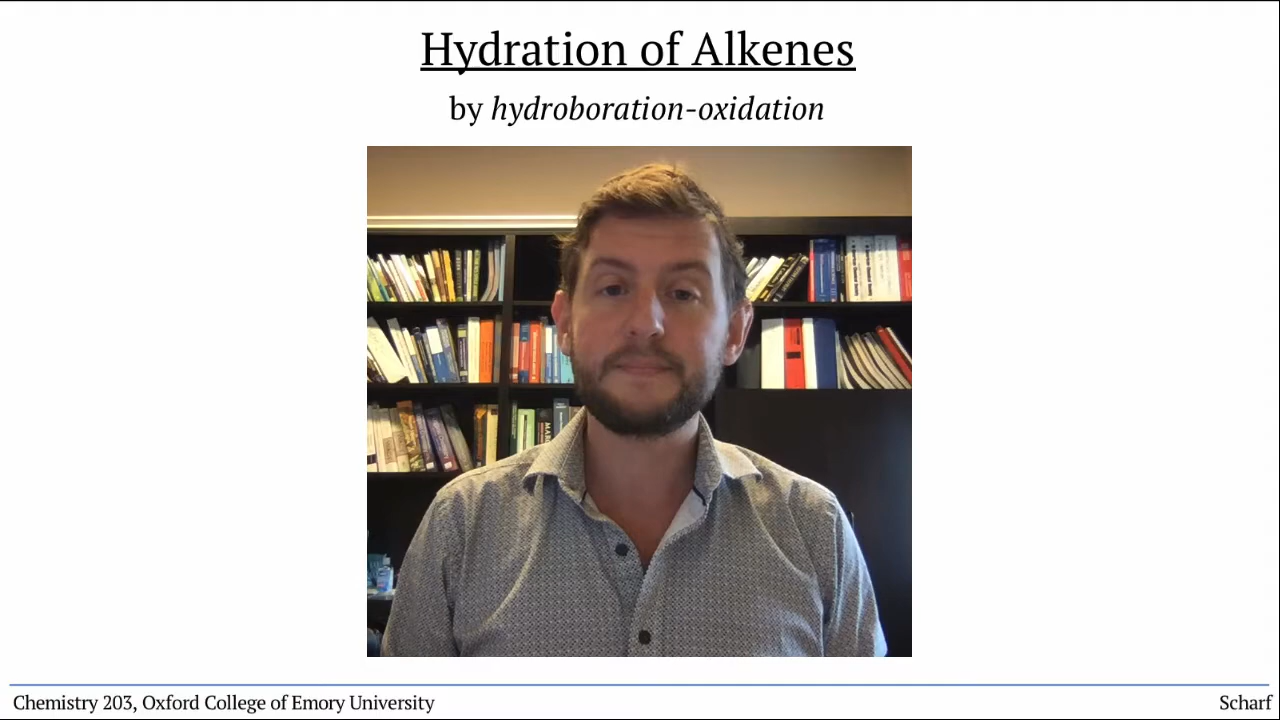 Hydration of Alkenes
by hydroboration-oxidation
Chemistry 203, Oxford College of Emory University
Scharf